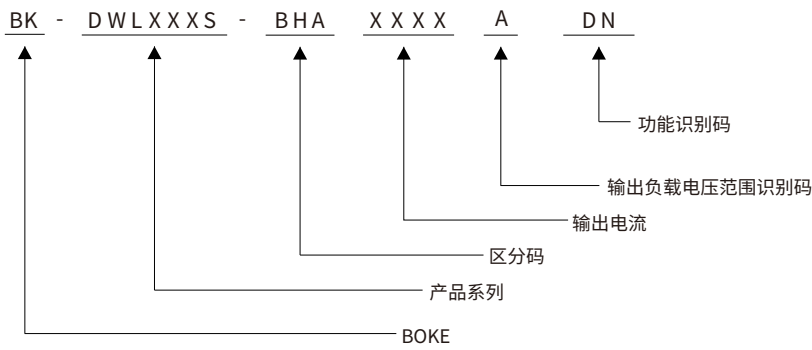 BK - DWLXXXS - BHA XXXX A DN
功能识别码
输出负载电压范围识别码
输出电流
区分码
产品系列
BOKE